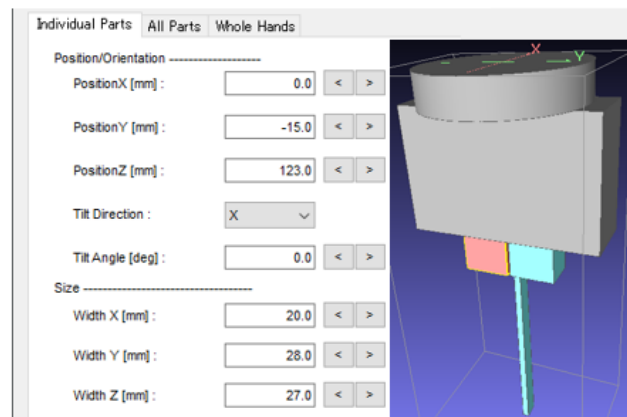 Individual Parts All Parts Whole Hands
Position/Orientation --------------------
PositionX [mm] : 0.0 < >
PositionY [mm] : -15.0 < >
PositionZ [mm] : 123.0 < >
Tilt Direction : X
Tilt Angle [deg] : 0.0 < >
Size --------------------------------------
Width X [mm] : 20.0 < >
Width Y [mm] : 28.0 < >
Width Z [mm] : 27.0 < >
X
Y